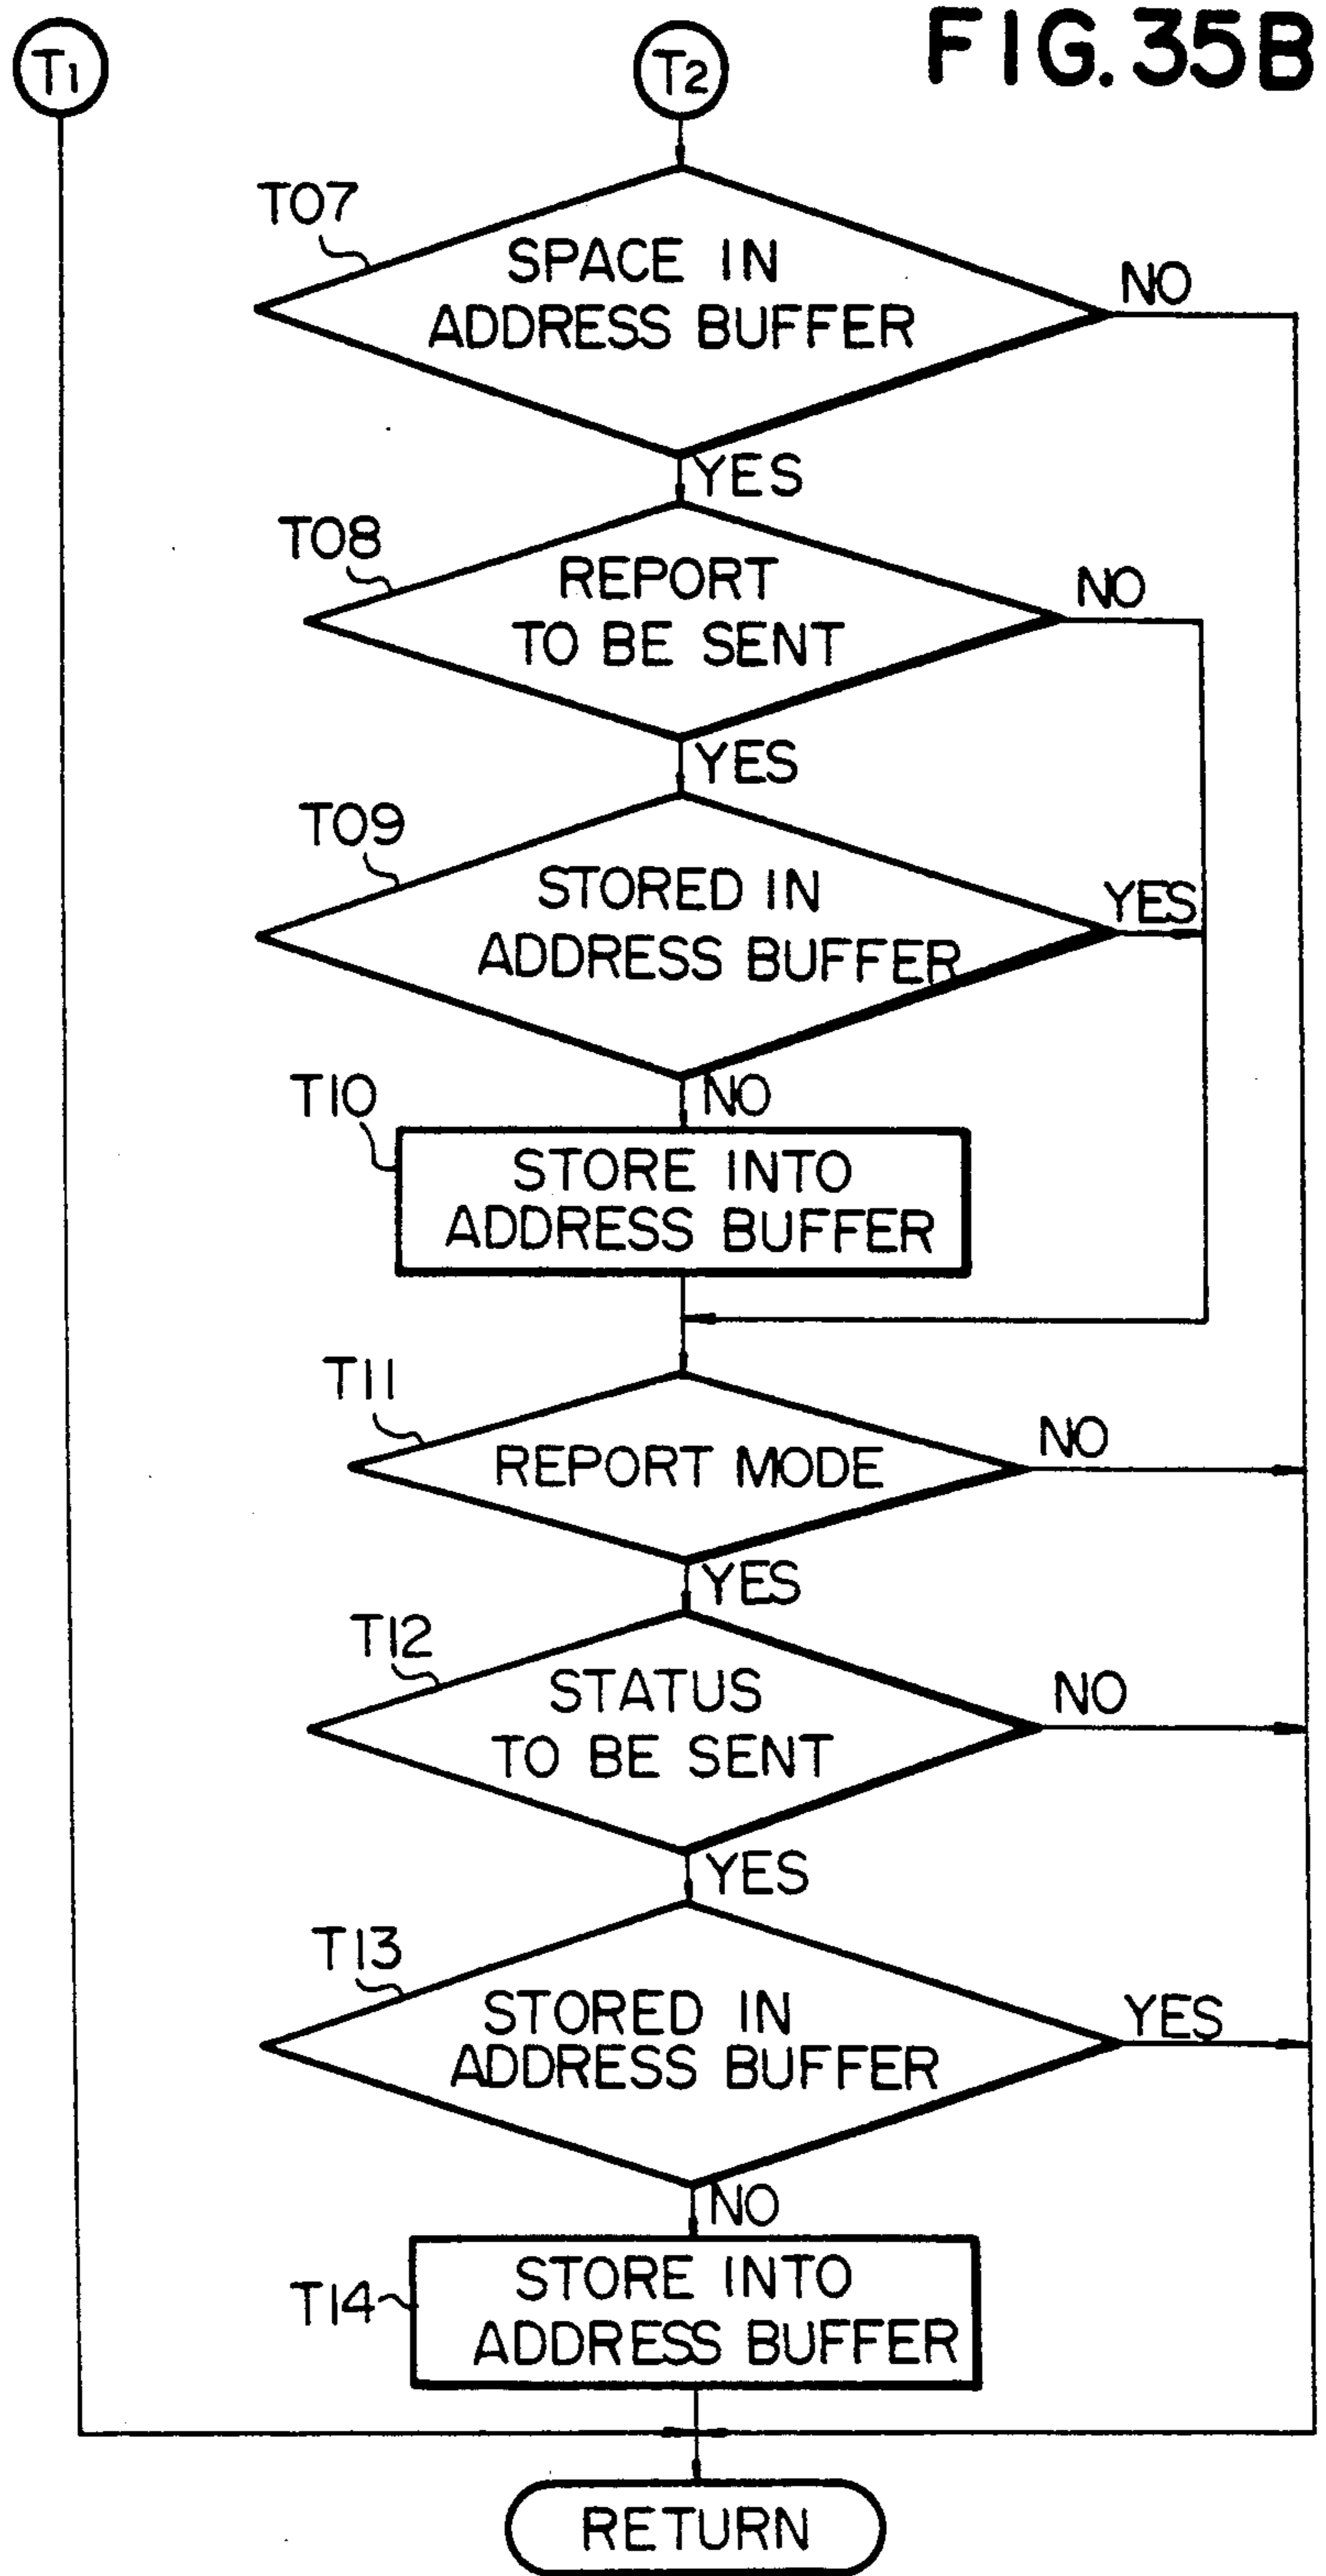 FIG. 35B
T1
T2
T07
SPACE IN
ADDRESS BUFFER
NO
YES
T08
REPORT
TO BE SENT
NO
YES
T09
STORED IN
ADDRESS BUFFER
YES
NO
T10
STORE INTO
ADDRESS BUFFER
T11
REPORT MODE
NO
YES
T12
STATUS
TO BE SENT
NO
YES
T13
STORED IN
ADDRESS BUFFER
YES
NO
T14
STORE INTO
ADDRESS BUFFER
RETURN